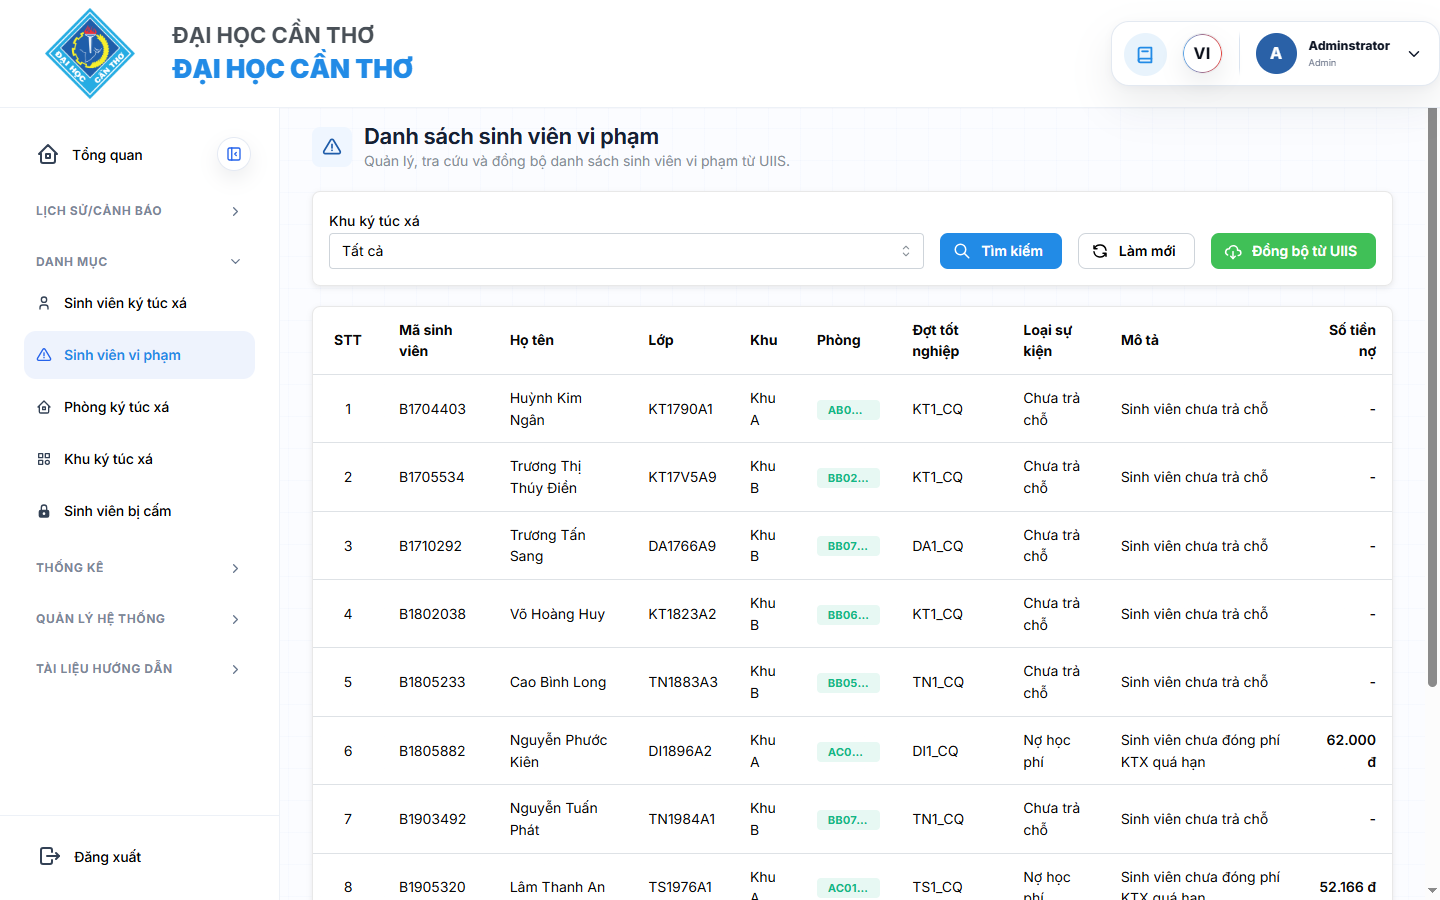 ĐẠI HỌC CẦN THƠ
ĐẠI HỌC CẦN THƠ
ĐẠI HỌC CẦN THƠ
VI
A
Adminstrator
Admin
Tổng quan
LỊCH SỬ/CẢNH BÁO
DANH MỤC
Sinh viên ký túc xá
Sinh viên vi phạm
Phòng ký túc xá
Khu ký túc xá
Sinh viên bị cấm
THỐNG KÊ
QUẢN LÝ HỆ THỐNG
TÀI LIỆU HƯỚNG DẪN
Đăng xuất
Danh sách sinh viên vi phạm
Quản lý, tra cứu và đồng bộ danh sách sinh viên vi phạm từ UIIS.
Khu ký túc xá
Tất cả
Tìm kiếm
Làm mới
Đồng bộ từ UIIS
STT Mã sinh viên Họ tên Lớp Khu Phòng Đợt tốt nghiệp Loại sự kiện Mô tả Số tiền nợ
1 B1704403 Huỳnh Kim Ngân KT1790A1 Khu A AB0... KT1_CQ Chưa trả chỗ Sinh viên chưa trả chỗ -
2 B1705534 Trương Thị Thúy Điền KT17V5A9 Khu B BB02... KT1_CQ Chưa trả chỗ Sinh viên chưa trả chỗ -
3 B1710292 Trương Tấn Sang DA1766A9 Khu B BB07... DA1_CQ Chưa trả chỗ Sinh viên chưa trả chỗ -
4 B1802038 Võ Hoàng Huy KT1823A2 Khu B BB06... KT1_CQ Chưa trả chỗ Sinh viên chưa trả chỗ -
5 B1805233 Cao Bình Long TN1883A3 Khu B BB05... TN1_CQ Chưa trả chỗ Sinh viên chưa trả chỗ -
6 B1805882 Nguyễn Phước Kiên DI1896A2 Khu A AC0... DI1_CQ Nợ học phí Sinh viên chưa đóng phí KTX quá hạn 62.000 đ
7 B1903492 Nguyễn Tuấn Phát TN1984A1 Khu B BB07... TN1_CQ Chưa trả chỗ Sinh viên chưa trả chỗ -
8 B1905320 Lâm Thanh An TS1976A1 Khu A AC01... TS1_CQ Nợ học phí Sinh viên chưa đóng phí KTX quá hạn 52.166 đ